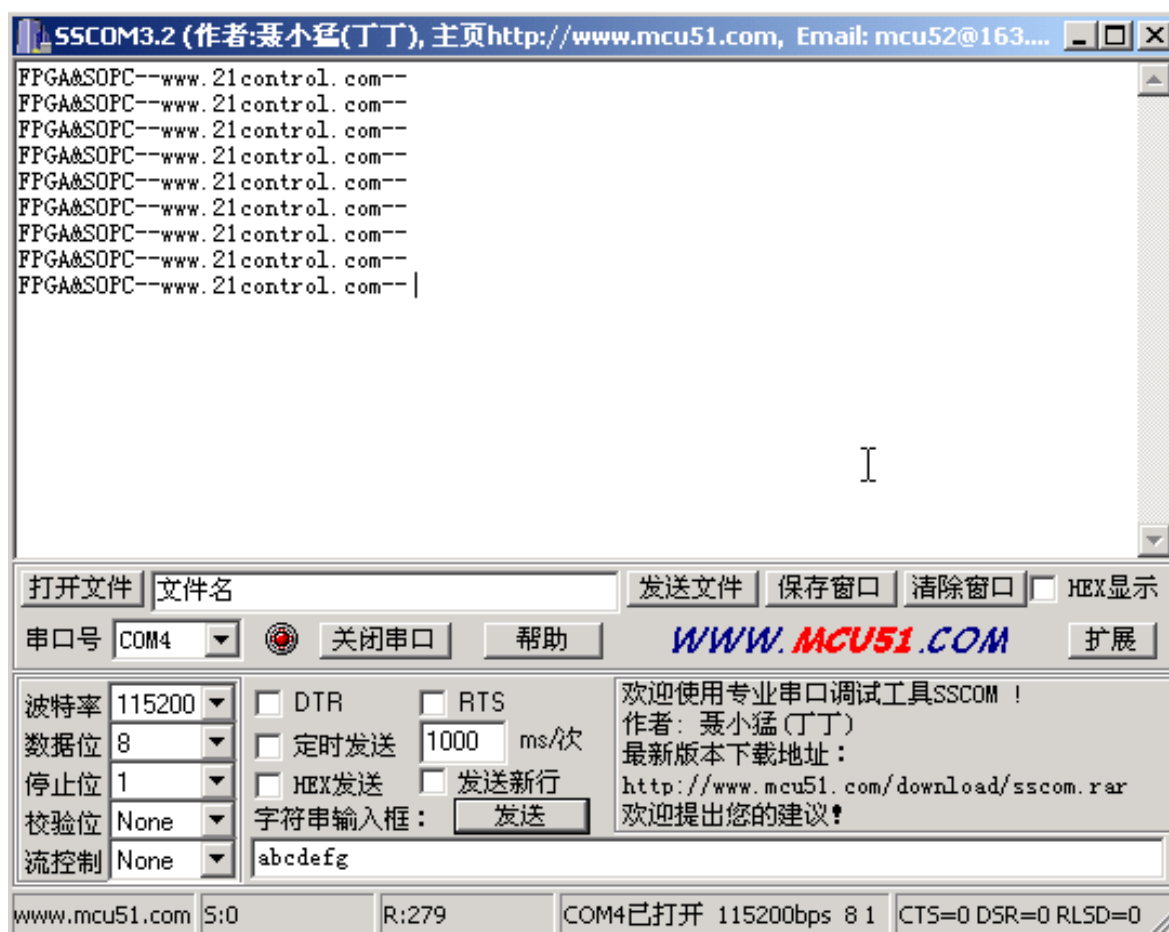 SSCOM3.2 (作者:聂小猛(丁丁), 主页http://www.mcu51.com, Email: mcu52@163....
FPGA&SOPC--www.21control.com--
FPGA&SOPC--www.21control.com--
FPGA&SOPC--www.21control.com--
FPGA&SOPC--www.21control.com--
FPGA&SOPC--www.21control.com--
FPGA&SOPC--www.21control.com--
FPGA&SOPC--www.21control.com--
FPGA&SOPC--www.21control.com--
FPGA&SOPC--www.21control.com--
打开文件 文件名 发送文件 保存窗口 清除窗口 HEX显示
串口号 COM4 关闭串口 帮助 WWW.MCU51.COM 扩展
波特率 115200 DTR RTS
数据位 8 定时发送 1000 ms/次
停止位 1 HEX发送 发送新行
校验位 None 字符串输入框: 发送
流控制 None abcdefg
欢迎使用专业串口调试工具SSCOM !
作者: 聂小猛(丁丁)
最新版本下载地址:
http://www.mcu51.com/download/sscom.rar
欢迎提出您的建议!
www.mcu51.com S:0 R:279 COM4已打开 115200bps 8 1 CTS=0 DSR=0 RLSD=0